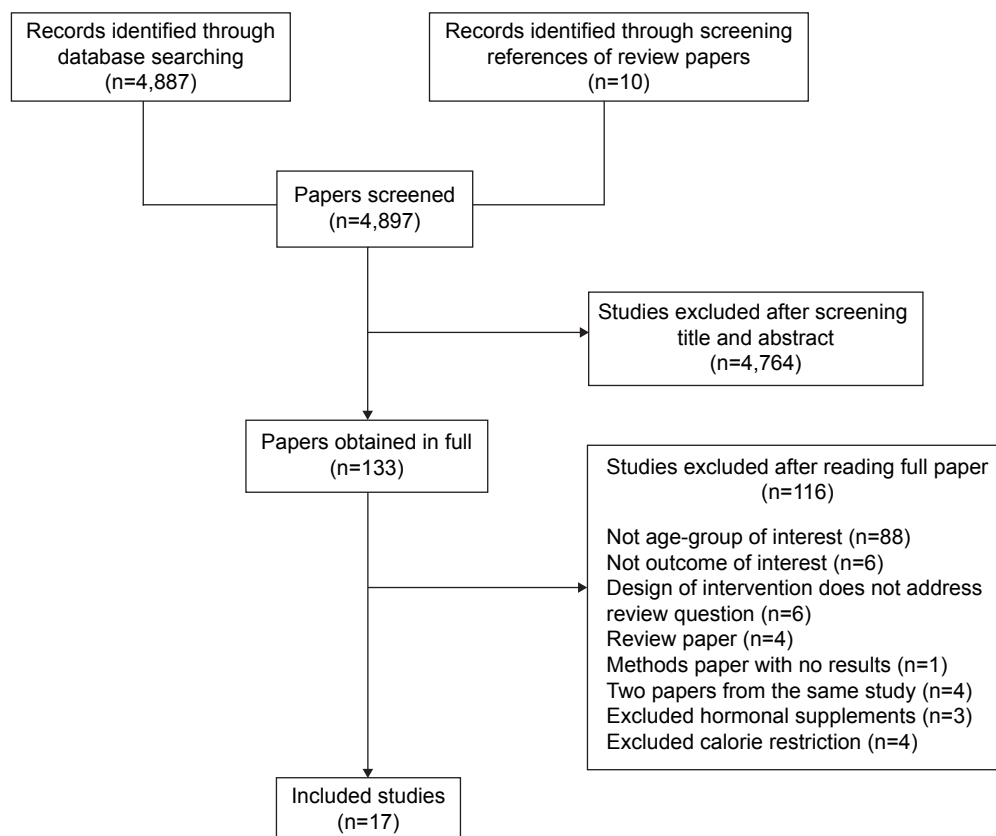 Records identified through
database searching
(n=4,887)
Records identified through screening
references of review papers
(n=10)
Papers screened
(n=4,897)
Studies excluded after screening
title and abstract
(n=4,764)
Papers obtained in full
(n=133)
Studies excluded after reading full paper
(n=116)
Not age-group of interest (n=88)
Not outcome of interest (n=6)
Design of intervention does not address
review question (n=6)
Review paper (n=4)
Methods paper with no results (n=1)
Two papers from the same study (n=4)
Excluded hormonal supplements (n=3)
Excluded calorie restriction (n=4)
Included studies
(n=17)